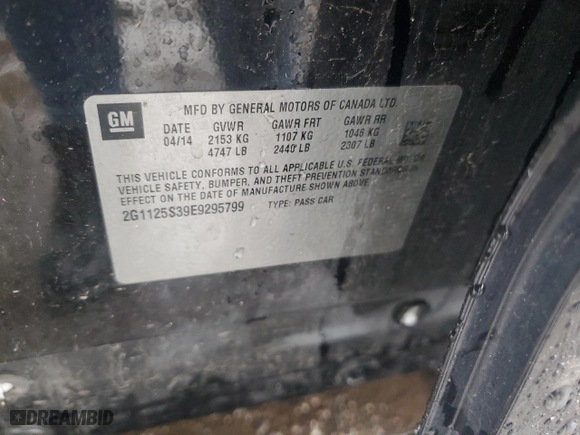 GM
MFD BY GENERAL MOTORS OF CANADA LTD.
DATE GVWR GAWR FRT GAWR RR
04/14 2153 KG 1107 KG 1046 KG
4747 LB 2440 LB 2307 LB
THIS VEHICLE CONFORMS TO ALL APPLICABLE U.S. FEDERAL MOTOR
VEHICLE SAFETY, BUMPER, AND THEFT PREVENTION STANDARDS IN
EFFECT ON THE DATE OF MANUFACTURE SHOWN ABOVE.
2G1125S39E9295799 TYPE: PASS CAR
DREAMBID